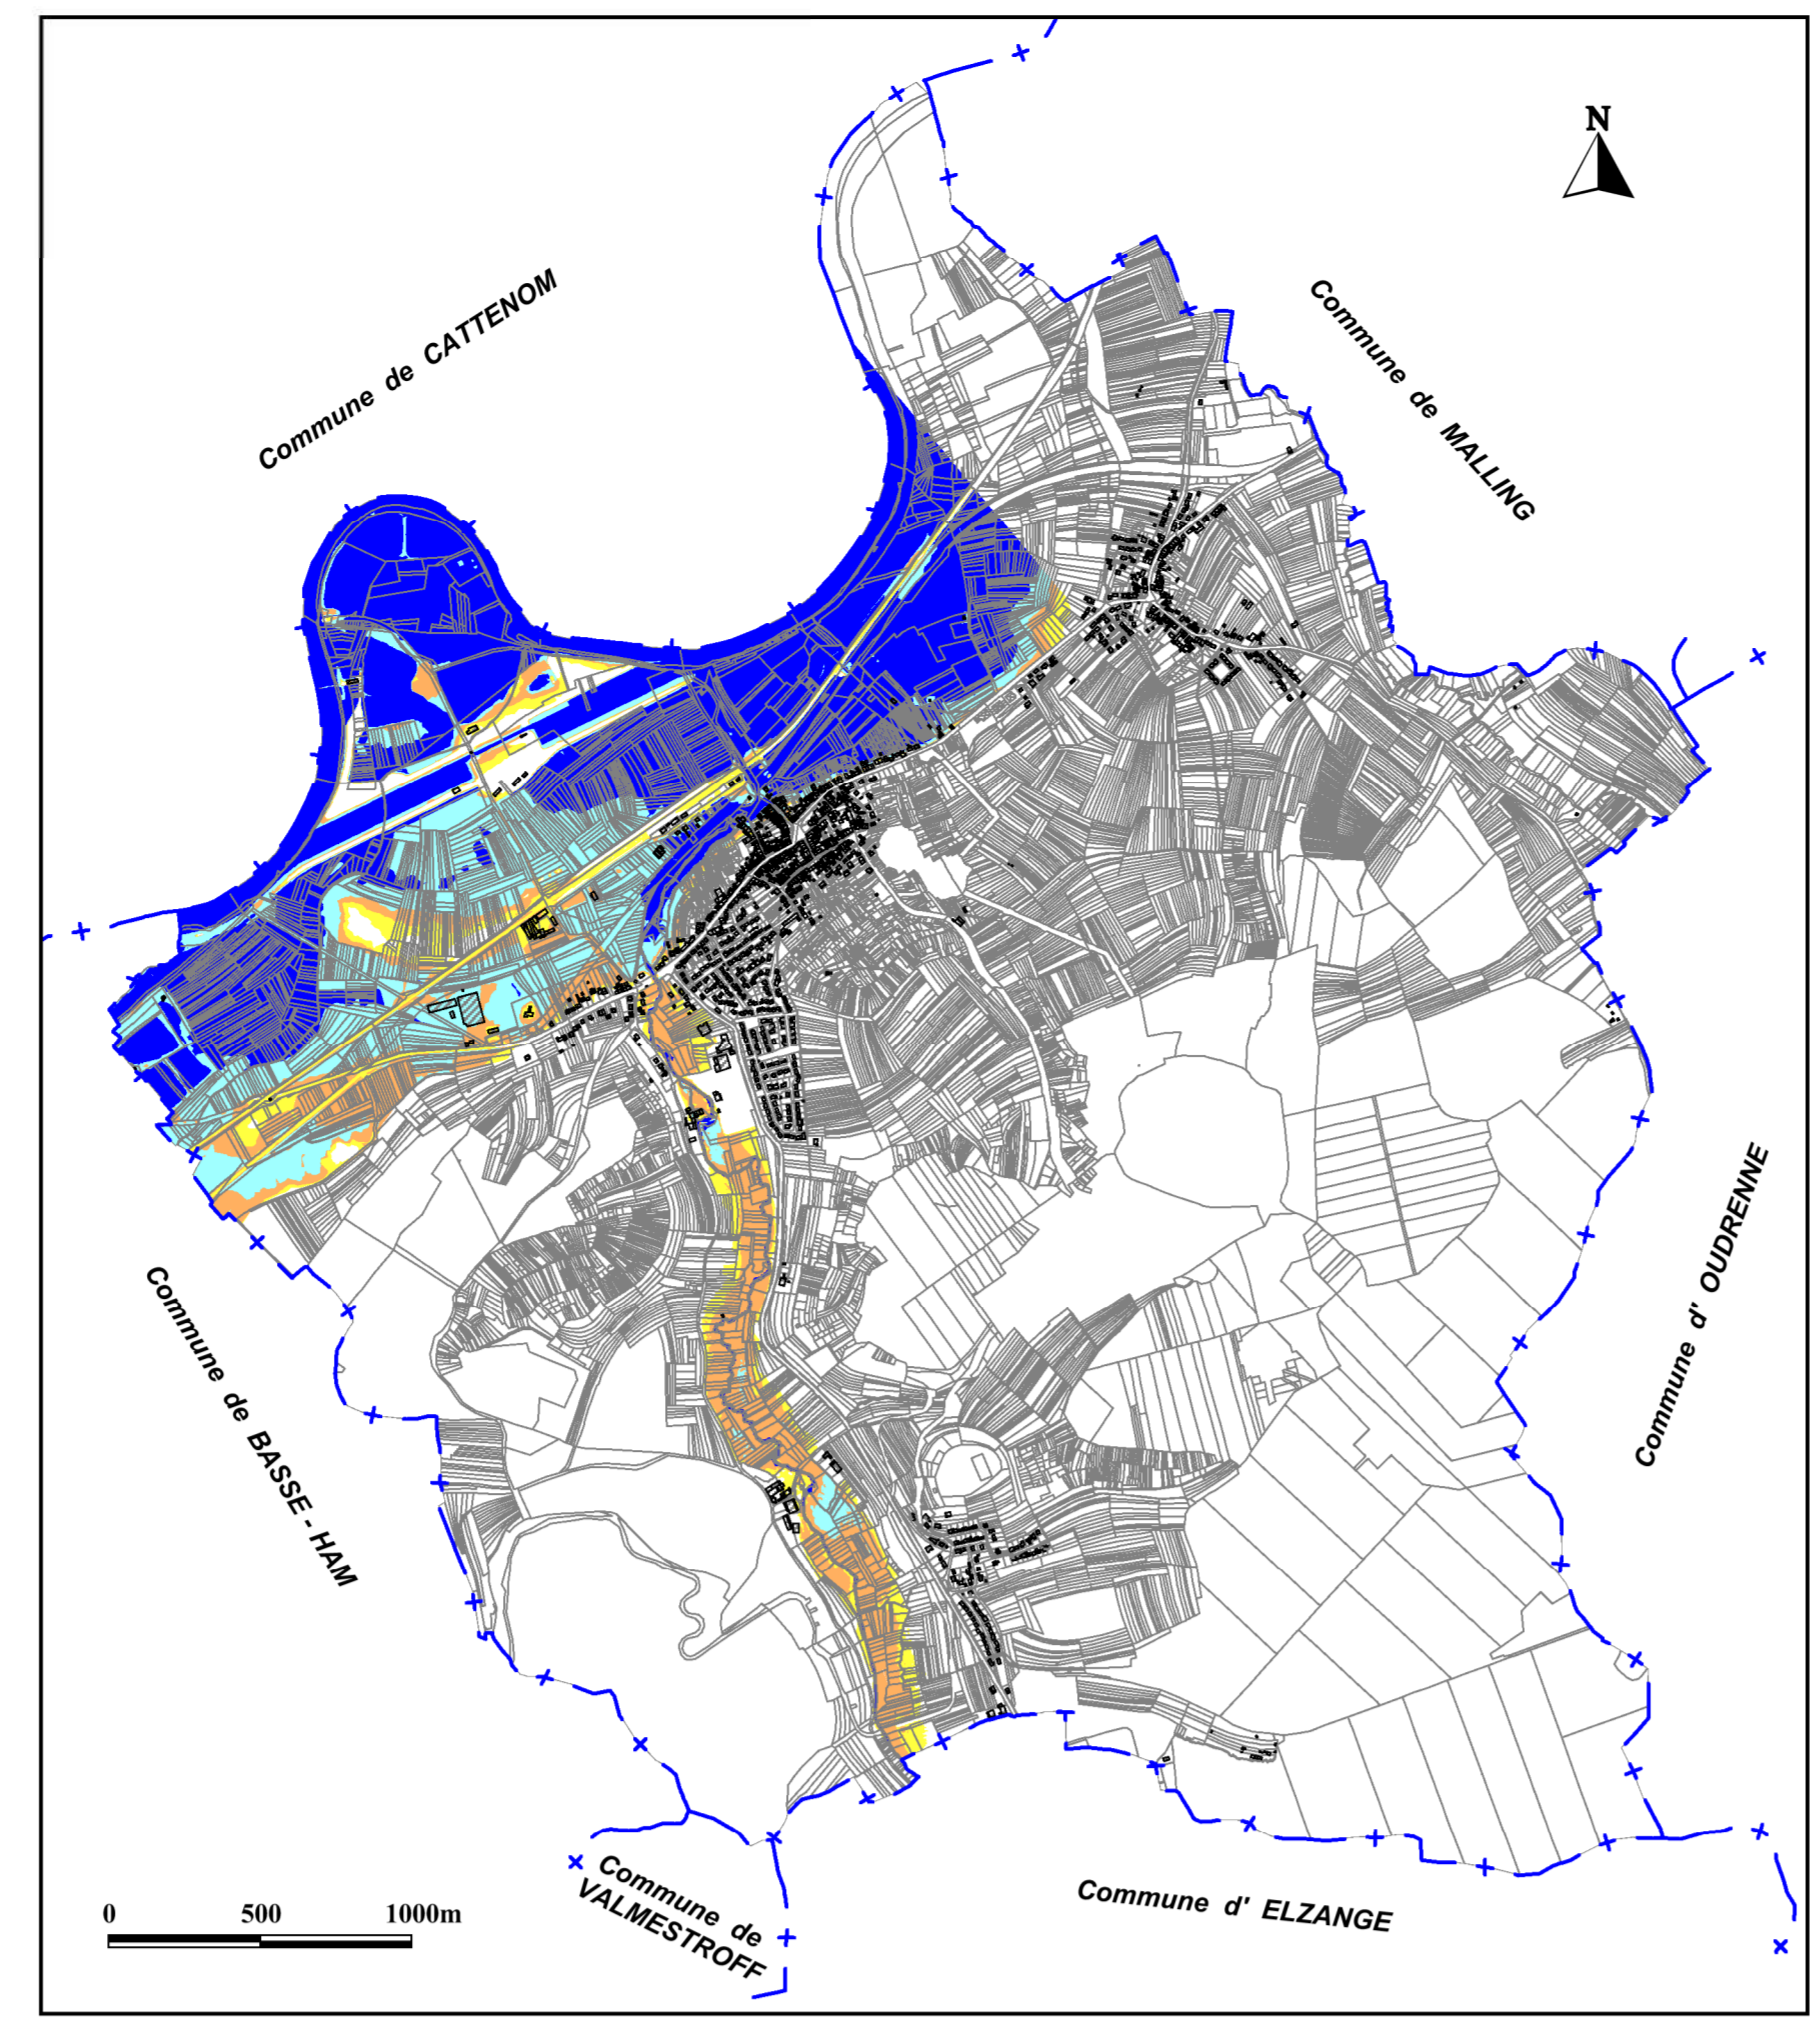 N
Commune de CATTENOM
Commune de MALLING
Commune d' OUDRENNE
Commune de BASSE - HAM
Commune de
VALMESTROFF
Commune d' ELZANGE
0 500 1000m